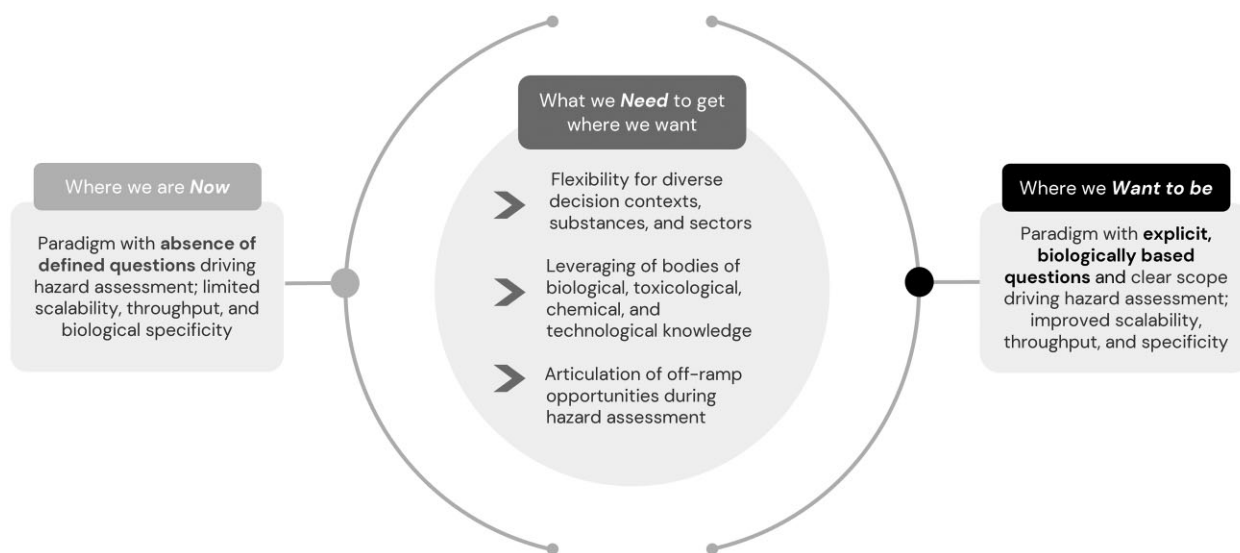 Where we are Now
Paradigm with absence of
defined questions driving
hazard assessment; limited
scalability, throughput, and
biological specificity
What we Need to get
where we want
Flexibility for diverse
decision contexts,
substances, and sectors
Leveraging of bodies of
biological, toxicological,
chemical, and
technological knowledge
Articulation of off-ramp
opportunities during
hazard assessment
Where we Want to be
Paradigm with explicit,
biologically based
questions and clear scope
driving hazard assessment;
improved scalability,
throughput, and specificity